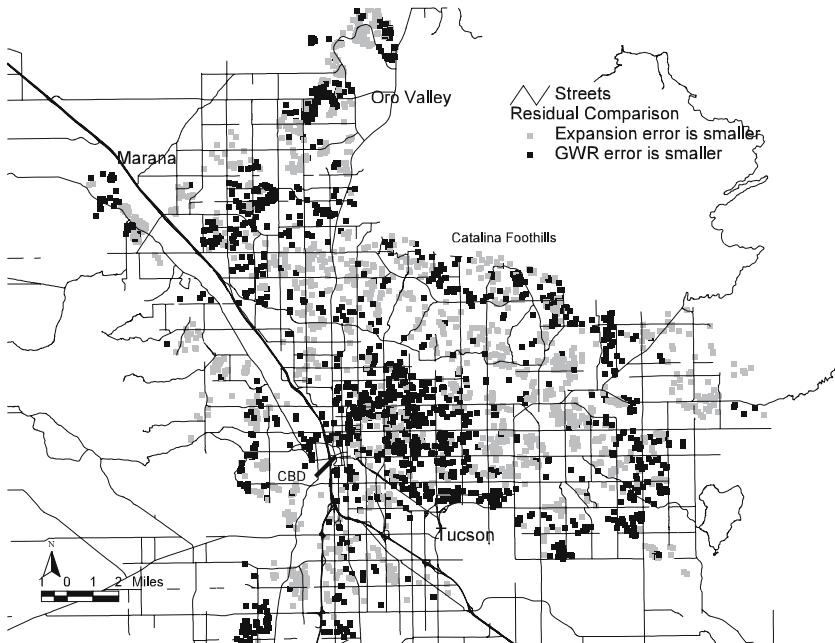 Oro Valley
Streets
Residual Comparison
Expansion error is smaller
GWR error is smaller
Marana
Catalina Foothills
CBD
Tucson
N
1 0 1 2 Miles